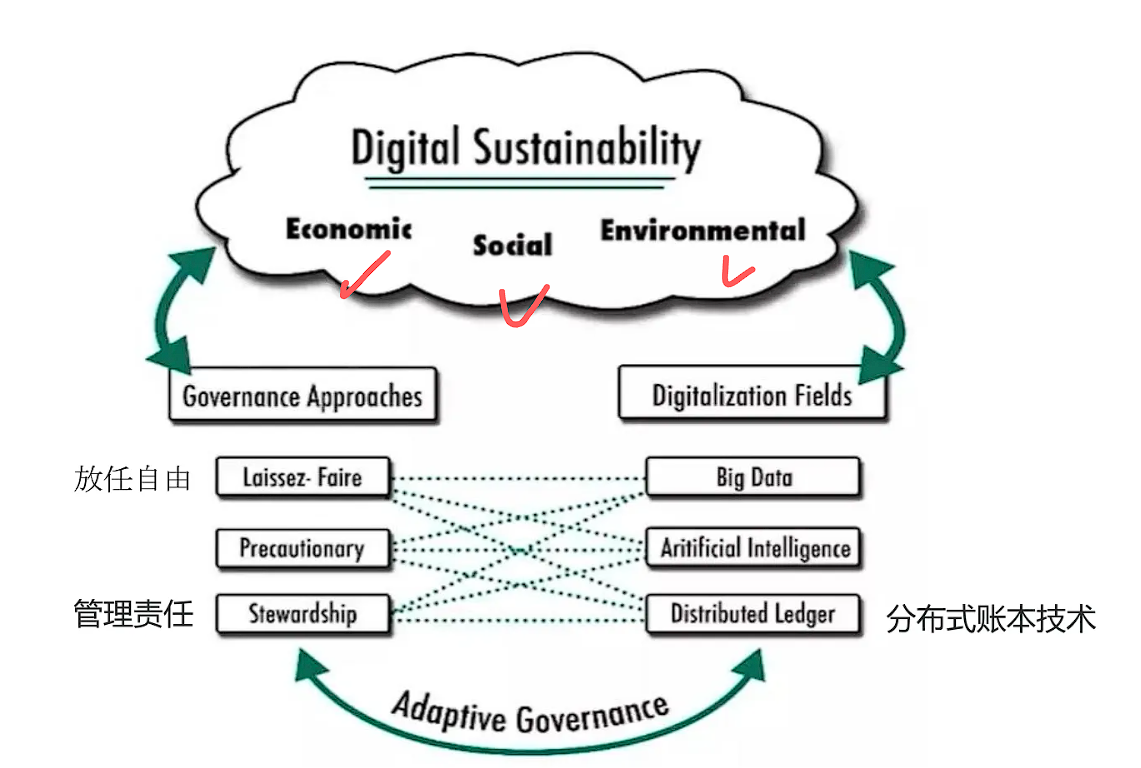 Digital Sustainability
Economic
Social
Environmental
Governance Approaches
Digitalization Fields
放任自由
Laissez- Faire
Big Data
Precautionary
Aritificial Intelligence
管理责任
Stewardship
Distributed Ledger
分布式账本技术
Adaptive Governance